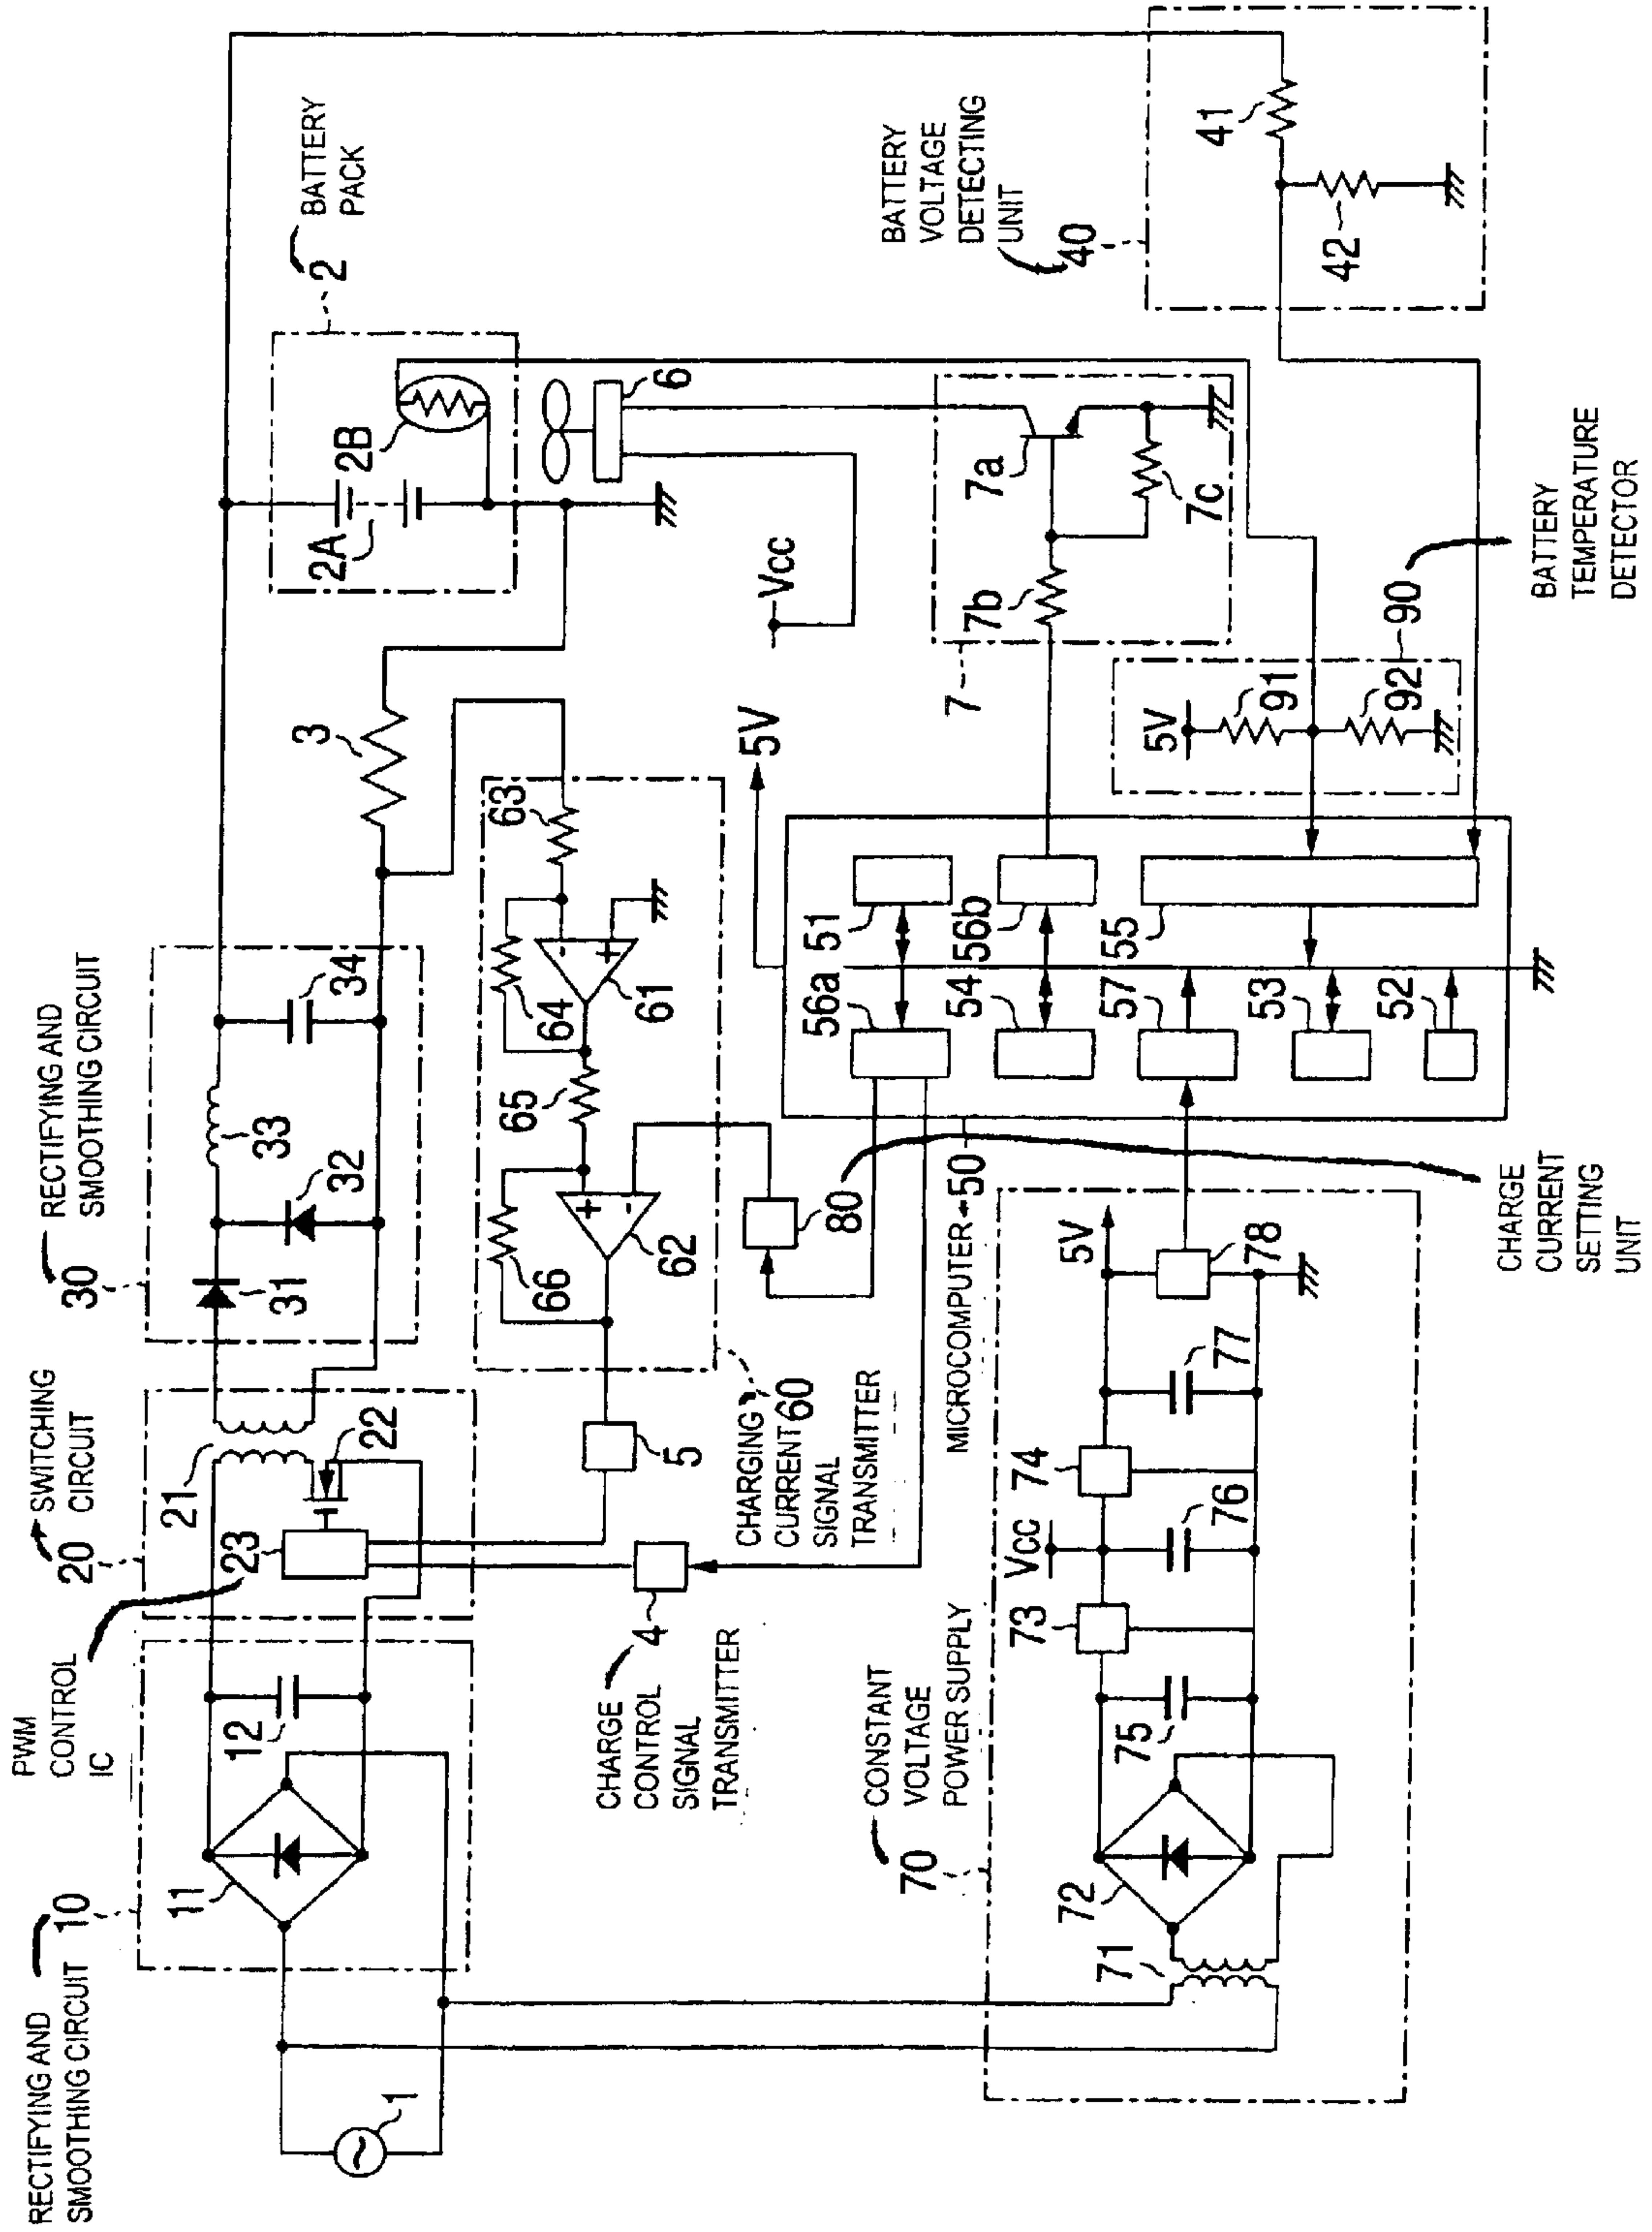 RECTIFYING AND
SMOOTHING CIRCUIT
10
PWM
CONTROL
IC
SWITCHING
CIRCUIT
20
RECTIFYING AND
SMOOTHING CIRCUIT
30
BATTERY
PACK
2
11
12
21
22
23
31
32
33
34
3
2A
2B
1
CHARGE
CONTROL
SIGNAL
TRANSMITTER
4
5
CHARGING
CURRENT
SIGNAL
TRANSMITTER
60
61
62
63
64
65
66
+
-
-
+
6
Vcc
BATTERY
VOLTAGE
DETECTING
UNIT
40
41
42
7
7a
7b
7c
5V
MICROCOMPUTER
50
80
51
52
53
54
55
56a
56b
57
5V
91
92
90
BATTERY
TEMPERATURE
DETECTOR
CHARGE
CURRENT
SETTING
UNIT
CONSTANT
VOLTAGE
POWER SUPPLY
70
71
72
73
74
75
76
77
78
Vcc
5V